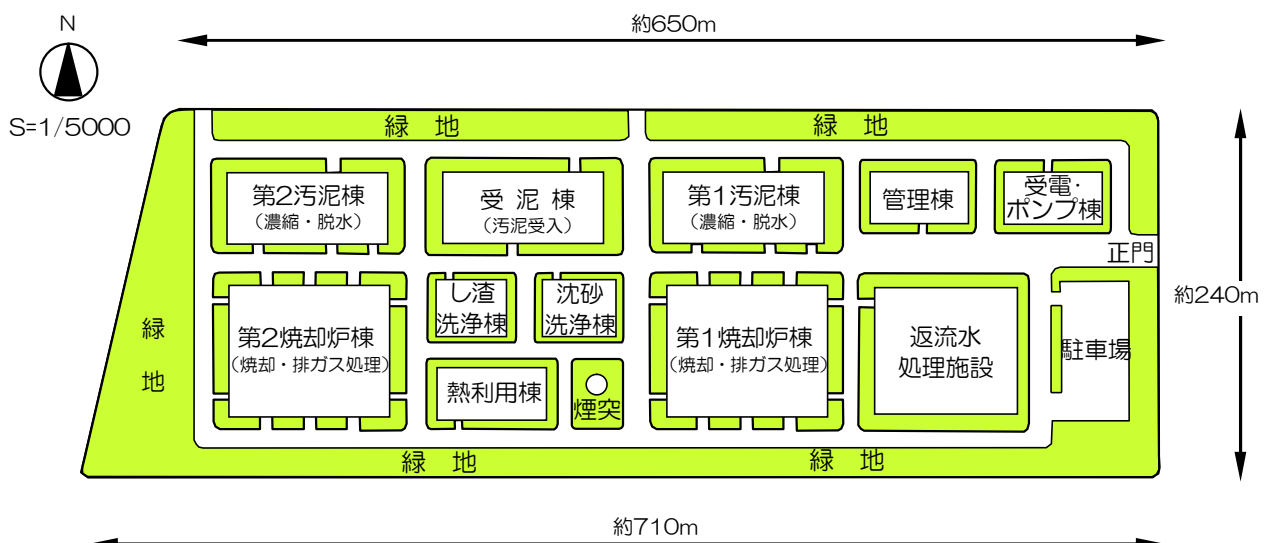 約650m
N
S=1/5000
緑 地
緑 地
第2汚泥棟
（濃縮・脱水）
受 泥 棟
（汚泥受入）
第1汚泥棟
（濃縮・脱水）
管理棟
受電・
ポンプ棟
正門
約240m
緑
地
第2焼却炉棟
（焼却・排ガス処理）
し渣
洗浄棟
沈砂
洗浄棟
熱利用棟
煙突
第1焼却炉棟
（焼却・排ガス処理）
返流水
処理施設
駐車場
緑 地
緑 地
約710m